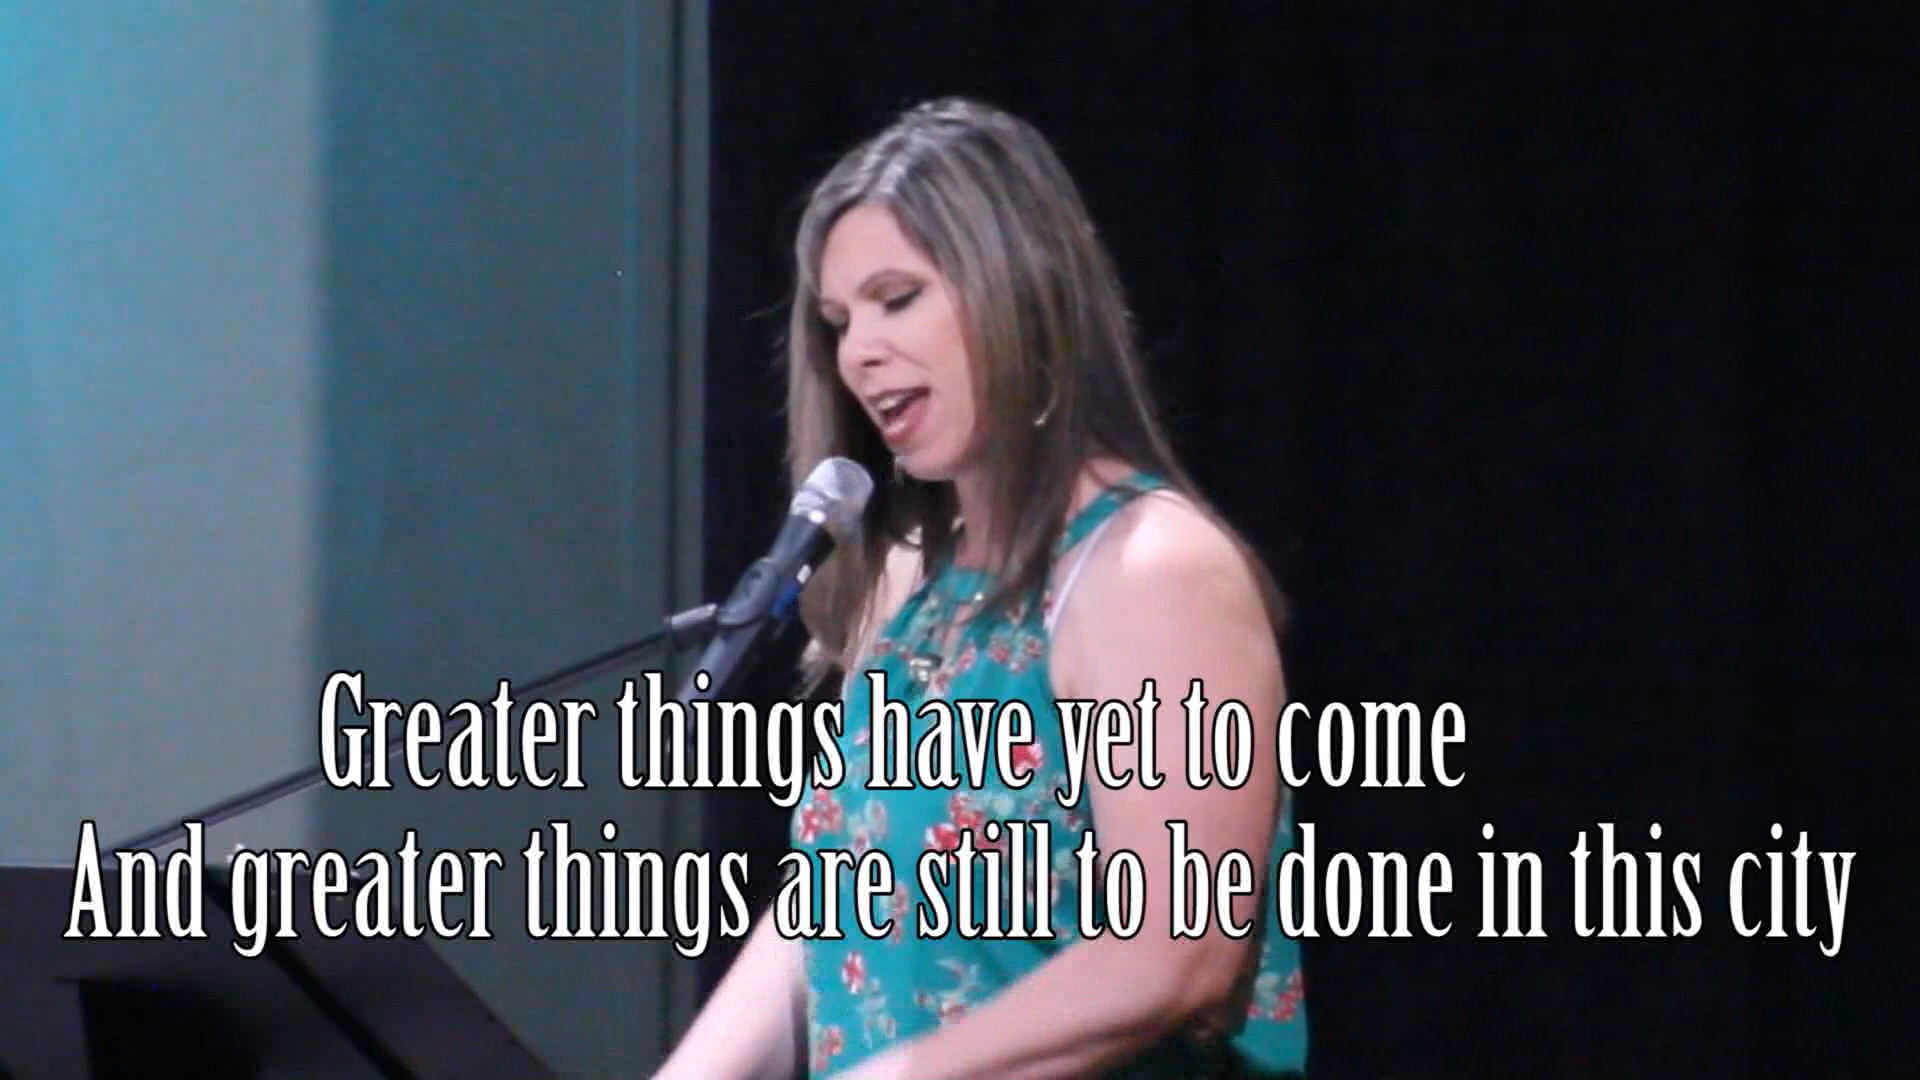 Greater things have yet to come
And greater things are still to be done in this city